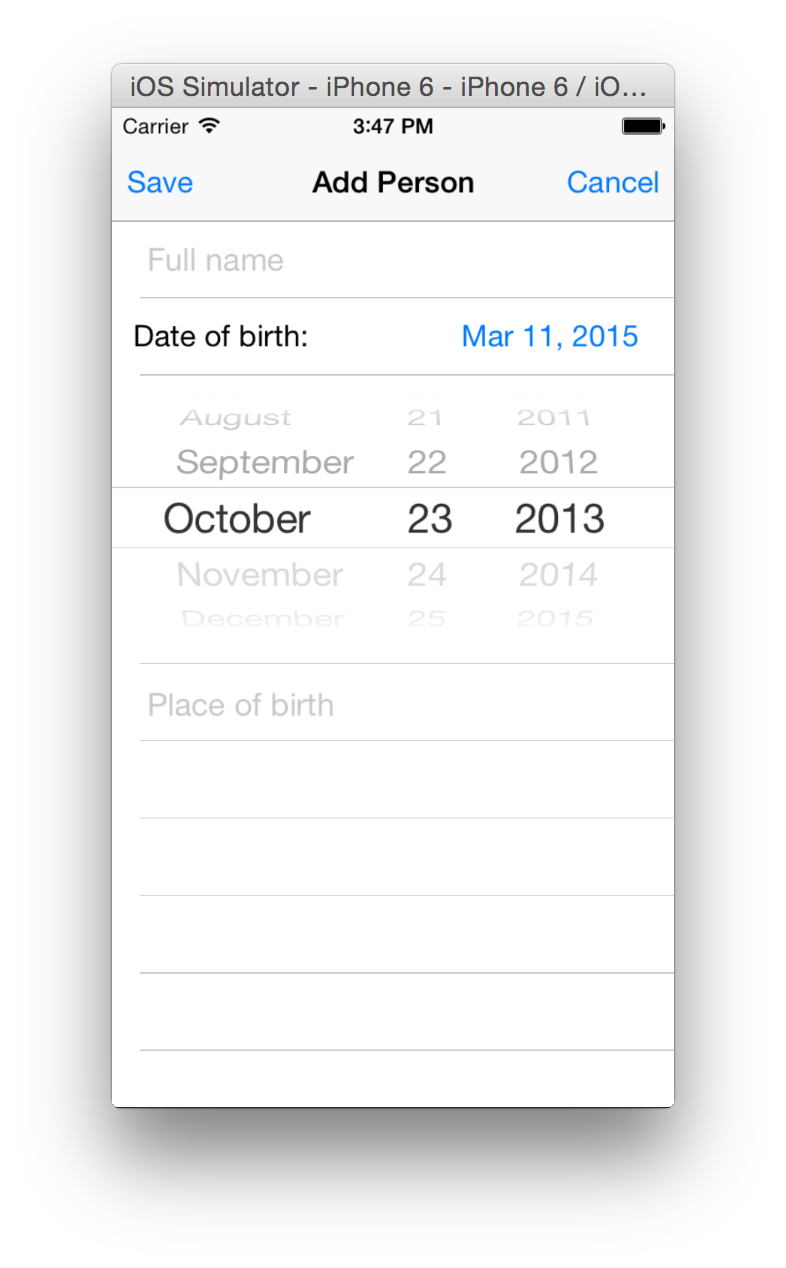 iOS Simulator - iPhone 6 - iPhone 6 / iO...
Carrier 3:47 PM
Save Add Person Cancel
Full name
Date of birth: Mar 11, 2015
August 21 2011
September 22 2012
October 23 2013
November 24 2014
December 25 2015
Place of birth